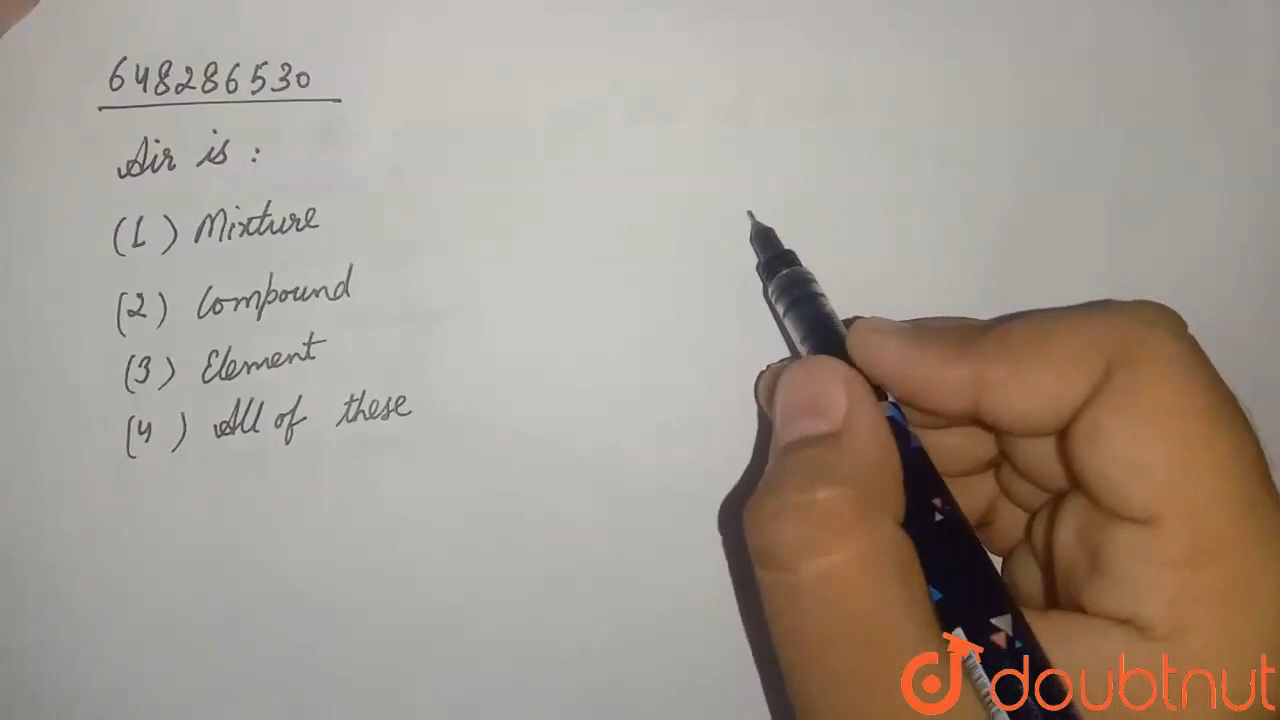 648286530
Air is :
(1) Mixture
(2) Compound
(3) Element
(4) All of these
doubtnut